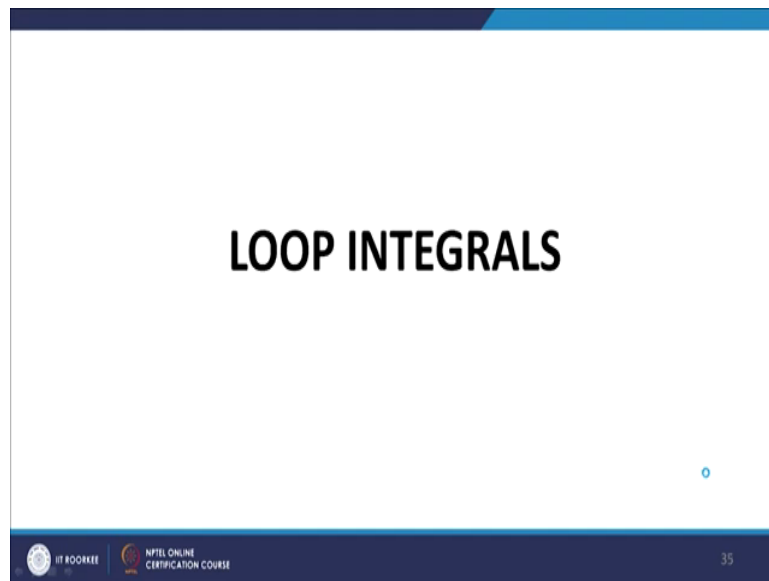 LOOP INTEGRALS
IIT ROORKEE
NPTEL ONLINE
CERTIFICATION COURSE
35